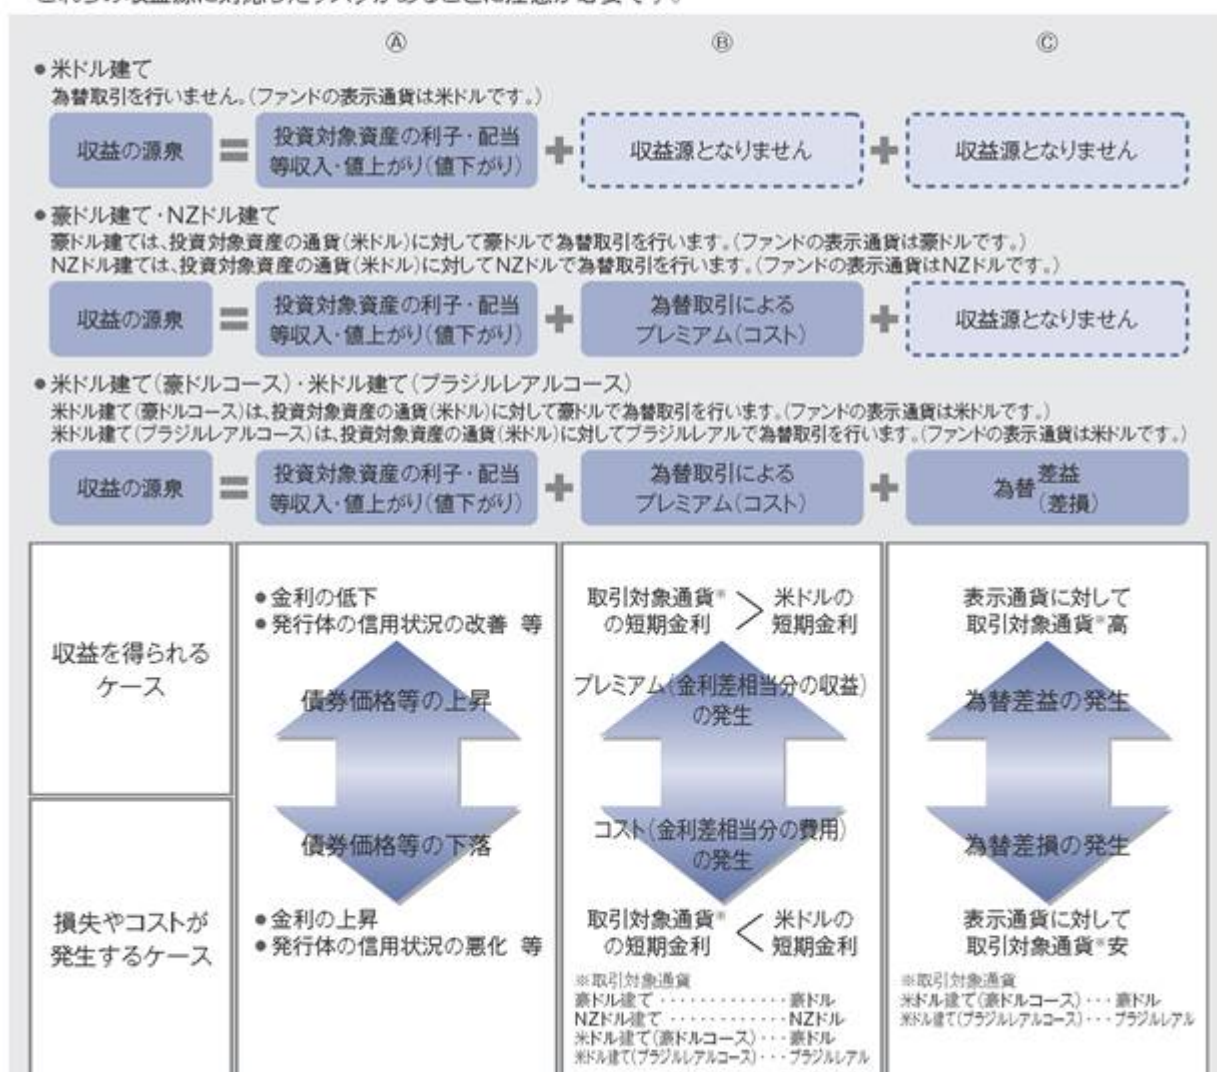 Ⓐ Ⓑ Ⓒ
●米ドル建て
為替取引を行いません。(ファンドの表示通貨は米ドルです。)
収益の源泉 = 投資対象資産の利子・配当 + 収益源となりません + 収益源となりません
等収入・値上がり(値下がり)
●豪ドル建て・NZドル建て
豪ドル建ては、投資対象資産の通貨(米ドル)に対して豪ドルで為替取引を行います。(ファンドの表示通貨は豪ドルです。)
NZドル建ては、投資対象資産の通貨(米ドル)に対してNZドルで為替取引を行います。(ファンドの表示通貨はNZドルです。)
収益の源泉 = 投資対象資産の利子・配当 + 為替取引による + 収益源となりません
等収入・値上がり(値下がり) プレミアム(コスト)
●米ドル建て(豪ドルコース)・米ドル建て(ブラジルレアルコース)
米ドル建て(豪ドルコース)は、投資対象資産の通貨(米ドル)に対して豪ドルで為替取引を行います。(ファンドの表示通貨は米ドルです。)
米ドル建て(ブラジルレアルコース)は、投資対象資産の通貨(米ドル)に対してブラジルレアルで為替取引を行います。(ファンドの表示通貨は米ドルです。)
収益の源泉 = 投資対象資産の利子・配当 + 為替取引による + 為替 差益
等収入・値上がり(値下がり) プレミアム(コスト) (差損)
収益を得られる
ケース
●金利の低下
●発行体の信用状況の改善 等
債券価格等の上昇
取引対象通貨※ > 米ドルの
の短期金利 短期金利
プレミアム(金利差相当分の収益)
の発生
表示通貨に対して
取引対象通貨※高
為替差益の発生
損失やコストが
発生するケース
債券価格等の下落
●金利の上昇
●発行体の信用状況の悪化 等
コスト(金利差相当分の費用)
の発生
取引対象通貨※ < 米ドルの
の短期金利 短期金利
※取引対象通貨
豪ドル建て・・・・・・・・・・・・・豪ドル
NZドル建て・・・・・・・・・・・・・NZドル
米ドル建て(豪ドルコース)・・・豪ドル
米ドル建て(ブラジルレアルコース)・・・ブラジルレアル
為替差損の発生
表示通貨に対して
取引対象通貨※安
※取引対象通貨
米ドル建て(豪ドルコース)・・・豪ドル
米ドル建て(ブラジルレアルコース)・・・ブラジルレアル